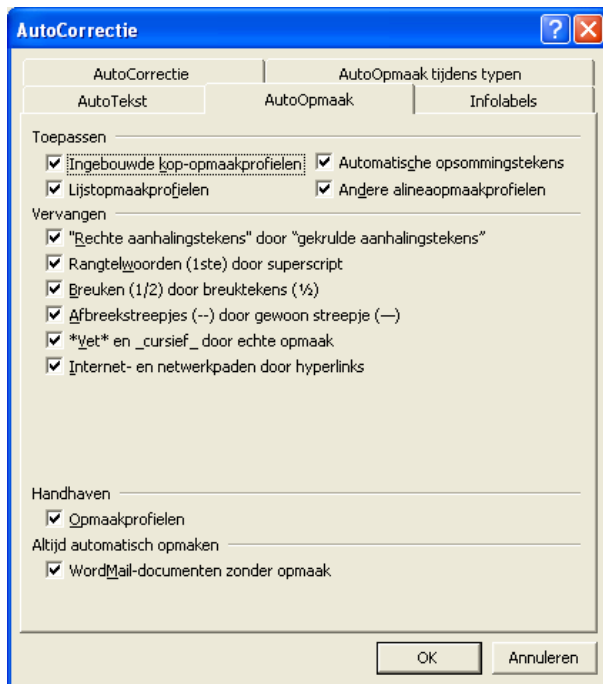 AutoCorrectie
AutoCorrectie AutoOpmaak tijdens typen
AutoTekst AutoOpmaak Infolabels
Toepassen
Ingebouwde kop-opmaakprofielen Automatische opsommingstekens
Lijstopmaakprofielen Andere alineaopmaakprofielen
Vervangen
"Rechte aanhalingstekens" door “gekrulde aanhalingstekens”
Rangtelwoorden (1ste) door superscript
Breuken (1/2) door breuktekens (½)
Afbreekstreepjes (--) door gewoon streepje (—)
*Vet* en _cursief_ door echte opmaak
Internet- en netwerkpaden door hyperlinks
Handhaven
Opmaakprofielen
Altijd automatisch opmaken
WordMail-documenten zonder opmaak
OK Annuleren